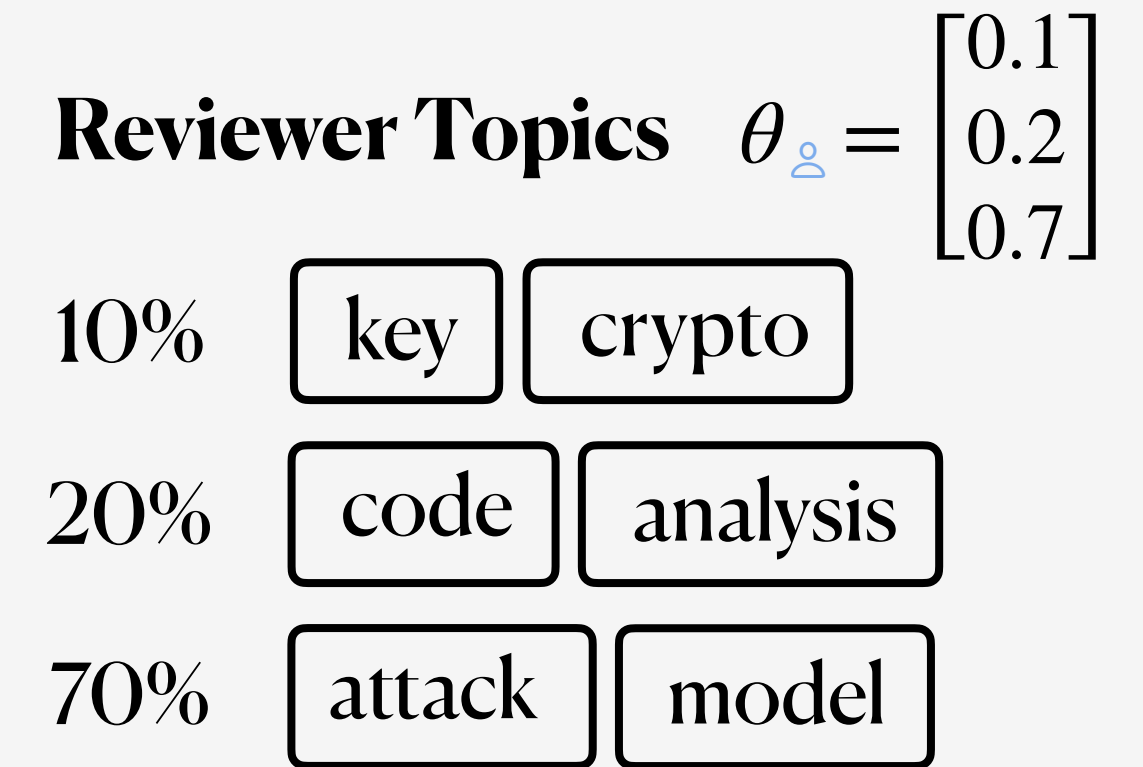 Reviewer Topics θ = [0.1 0.2 0.7]
10% key crypto
20% code analysis
70% attack model